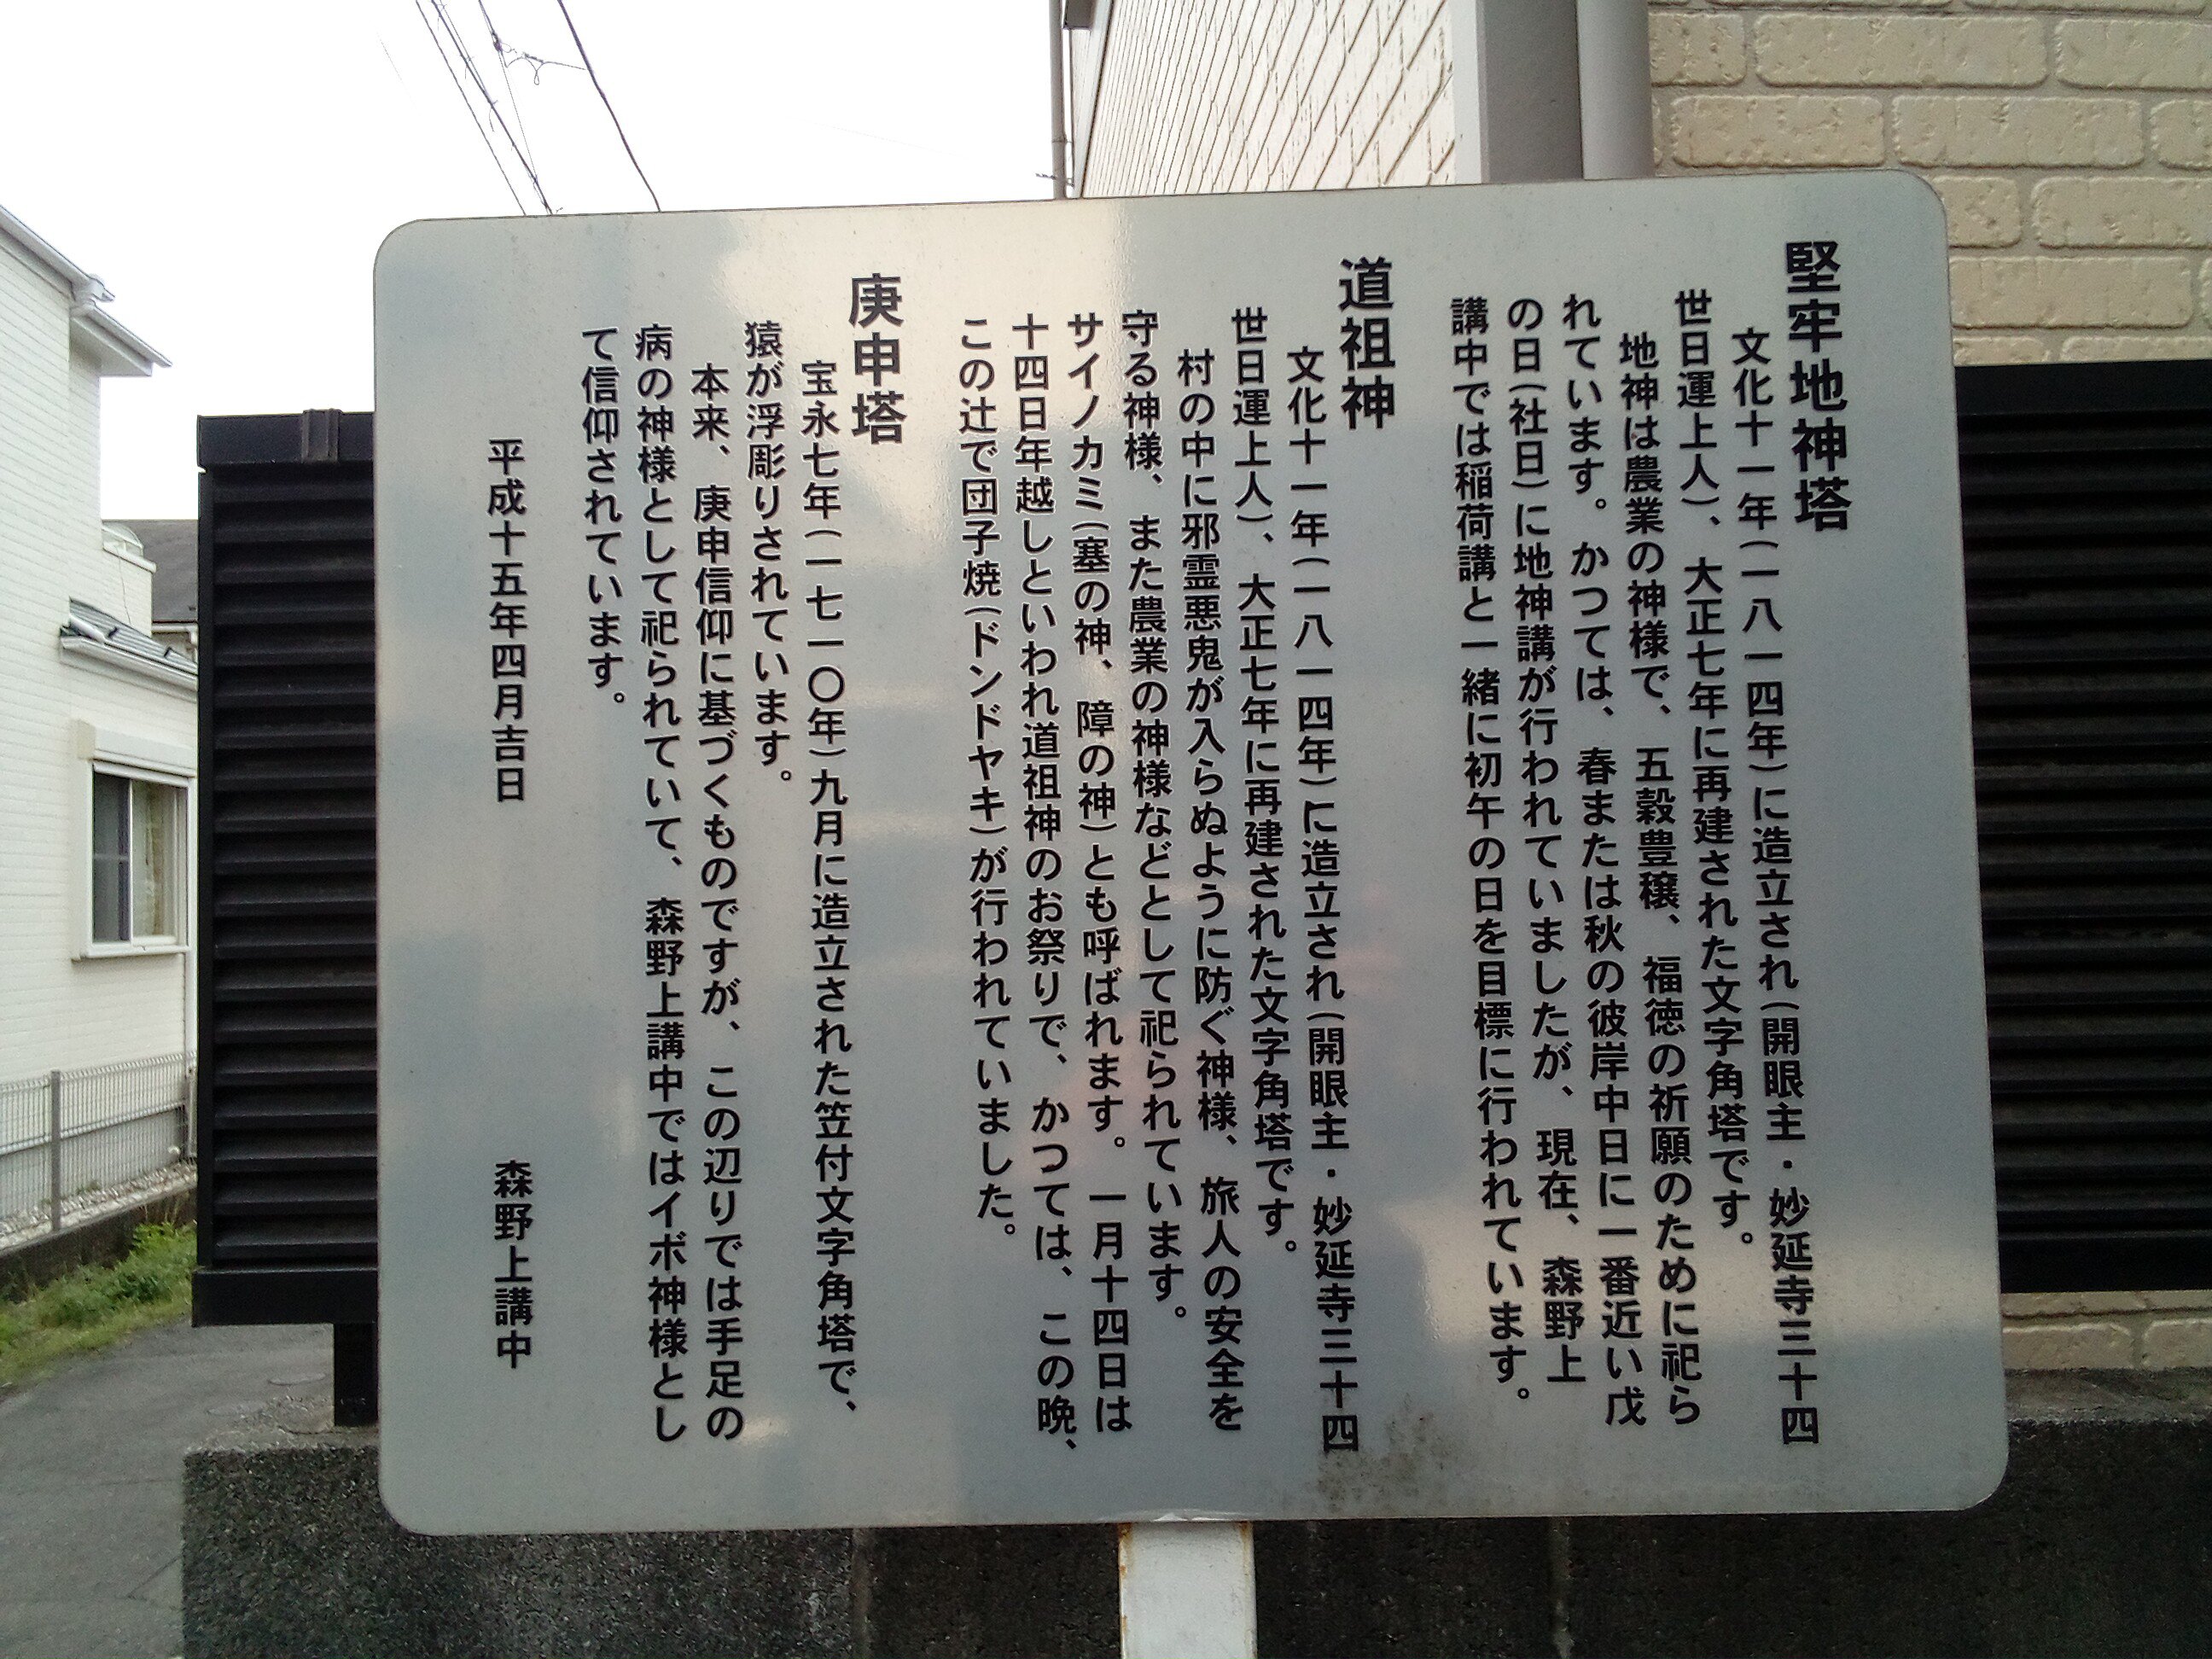 堅牢地神塔
文化十一年(一八一四年)に造立され(開眼主・妙延寺三十四
世日運上人)、大正七年に再建された文字角塔です。
地神は農業の神様で、五穀豊穣、福徳の祈願のために祀ら
れています。かつては、春または秋の彼岸中日に一番近い戊
の日(社日)に地神講が行われていましたが、現在、森野上
講中では稲荷講と一緒に初午の日を目標に行われています。
道祖神
文化十一年(一八一四年)に造立され(開眼主・妙延寺三十四
世日運上人)、大正七年に再建された文字角塔です。
村の中に邪霊悪鬼が入らぬように防ぐ神様、旅人の安全を
守る神様、また農業の神様などとして祀られています。
サイノカミ(塞の神、障の神)とも呼ばれます。一月十四日は
十四日年越しといわれ道祖神のお祭りで、かつては、この晩、
この辻で団子焼(ドンドヤキ)が行われていました。
庚申塔
宝永七年(一七一〇年)九月に造立された笠付文字角塔で、
猿が浮彫りされています。
本来、庚申信仰に基づくものですが、この辺りでは手足の
病の神様として祀られていて、森野上講中ではイボ神様とし
て信仰されています。
平成十五年四月吉日
森野上講中